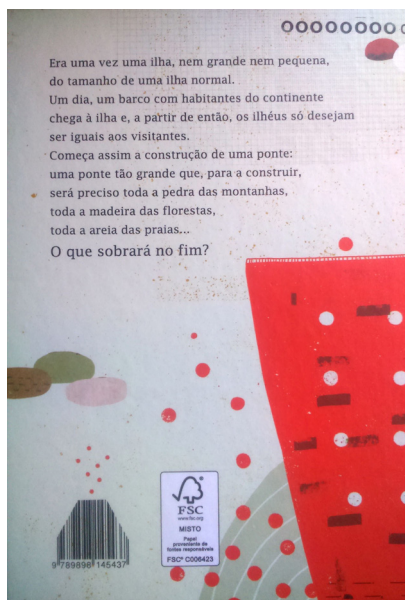 Era uma vez uma ilha, nem grande nem pequena,
do tamanho de uma ilha normal.
Um dia, um barco com habitantes do continente
chega à ilha e, a partir de então, os ilhéus só desejam
ser iguais aos visitantes.
Começa assim a construção de uma ponte:
uma ponte tão grande que, para a construir,
será preciso toda a pedra das montanhas,
toda a madeira das florestas,
toda a areia das praias...
O que sobrará no fim?
FSC
www.fsc.org
MISTO
Papel
proveniente de
fontes responsáveis
FSC® C006423
9 789898 145437